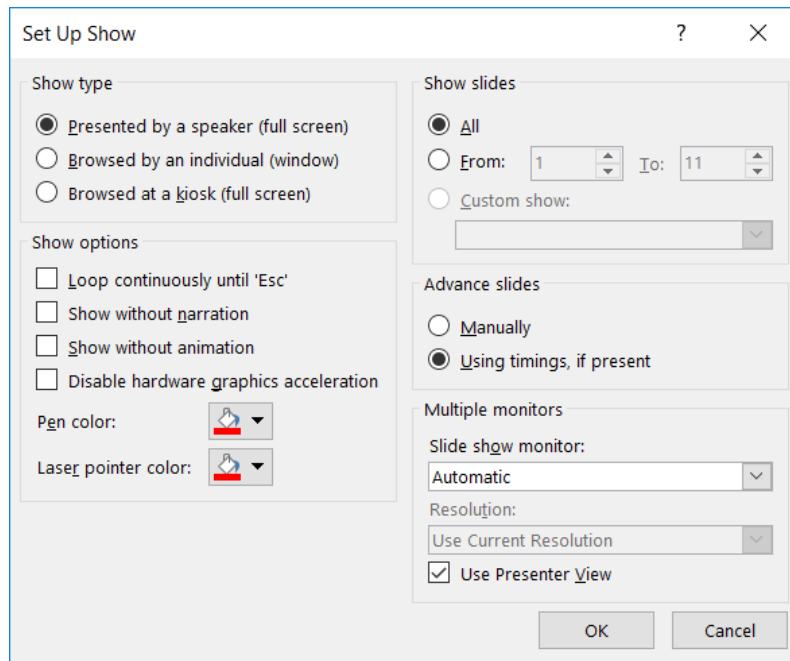 Set Up Show
?
Show type
Presented by a speaker (full screen)
Browsed by an individual (window)
Browsed at a kiosk (full screen)
Show options
Loop continuously until 'Esc'
Show without narration
Show without animation
Disable hardware graphics acceleration
Pen color:
Laser pointer color:
Show slides
All
From: 1 To: 11
Custom show:
Advance slides
Manually
Using timings, if present
Multiple monitors
Slide show monitor:
Automatic
Resolution:
Use Current Resolution
Use Presenter View
OK Cancel